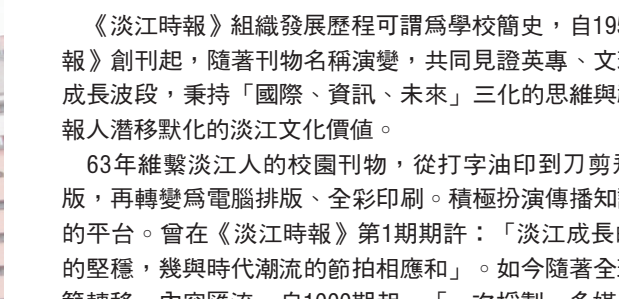 《淡江時報》組織發展歷程可謂為學校簡史，自195
報》創刊起，隨著刊物名稱演變，共同見證英專、文
成長波段，秉持「國際、資訊、未來」三化的思維與
報人潛移默化的淡江文化價值。
63年維繫淡江人的校園刊物，從打字油印到刀剪
版，再轉變為電腦排版、全彩印刷。積極扮演傳播知
的平台。曾在《淡江時報》第1期期許：「淡江成長
的堅穩，幾與時代潮流的節拍相應和」。如今隨著全